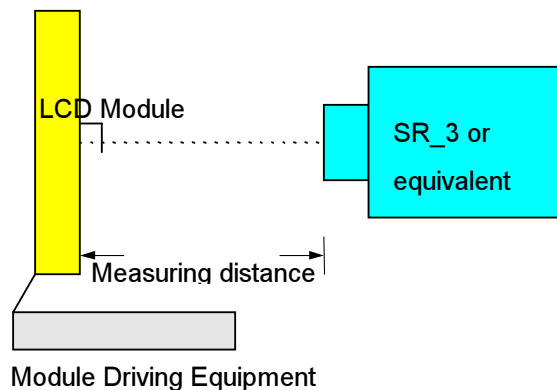 LCD Module
SR_3 or
equivalent
Measuring distance
Module Driving Equipment